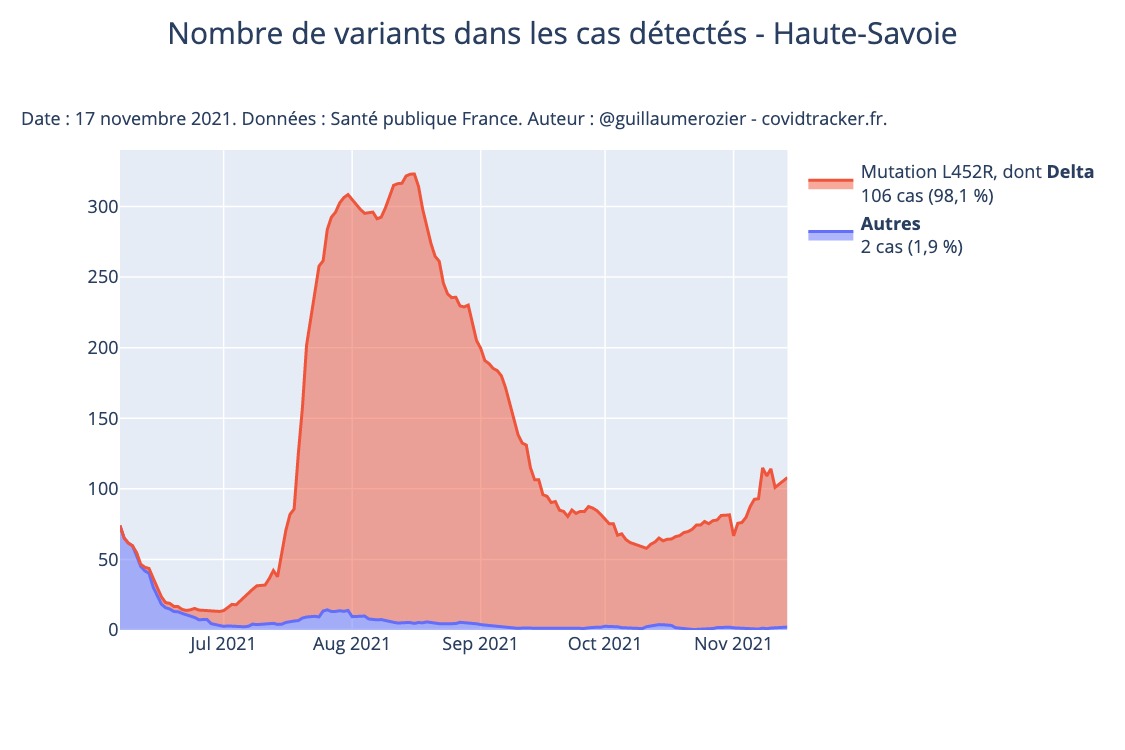 Nombre de variants dans les cas détectés - Haute-Savoie
Date : 17 novembre 2021. Données : Santé publique France. Auteur : @guillaumerozier - covidtracker.fr.
Mutation L452R, dont Delta
106 cas (98,1 %)
Autres
2 cas (1,9 %)
300
250
200
150
100
50
0
Jul 2021
Aug 2021
Sep 2021
Oct 2021
Nov 2021